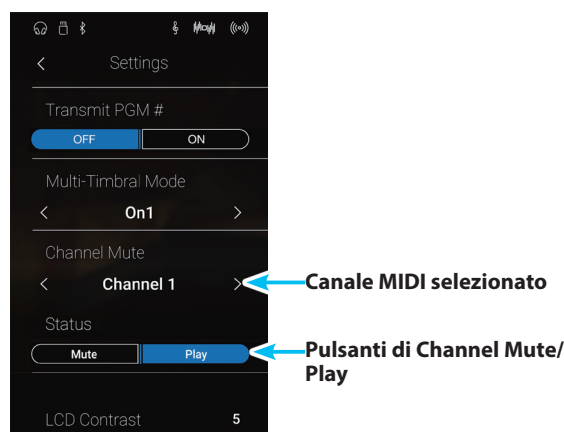 Settings
Transmit PGM #
OFF ON
Multi-Timbral Mode
On1
Channel Mute
Channel 1
Canale MIDI selezionato
Status
Mute Play
Pulsanti di Channel Mute/
Play
LCD Contrast 5